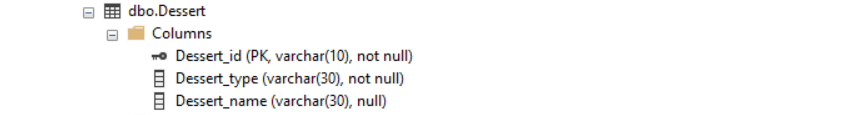 dbo.Dessert
Columns
Dessert_id (PK, varchar(10), not null)
Dessert_type (varchar(30), not null)
Dessert_name (varchar(30), null)